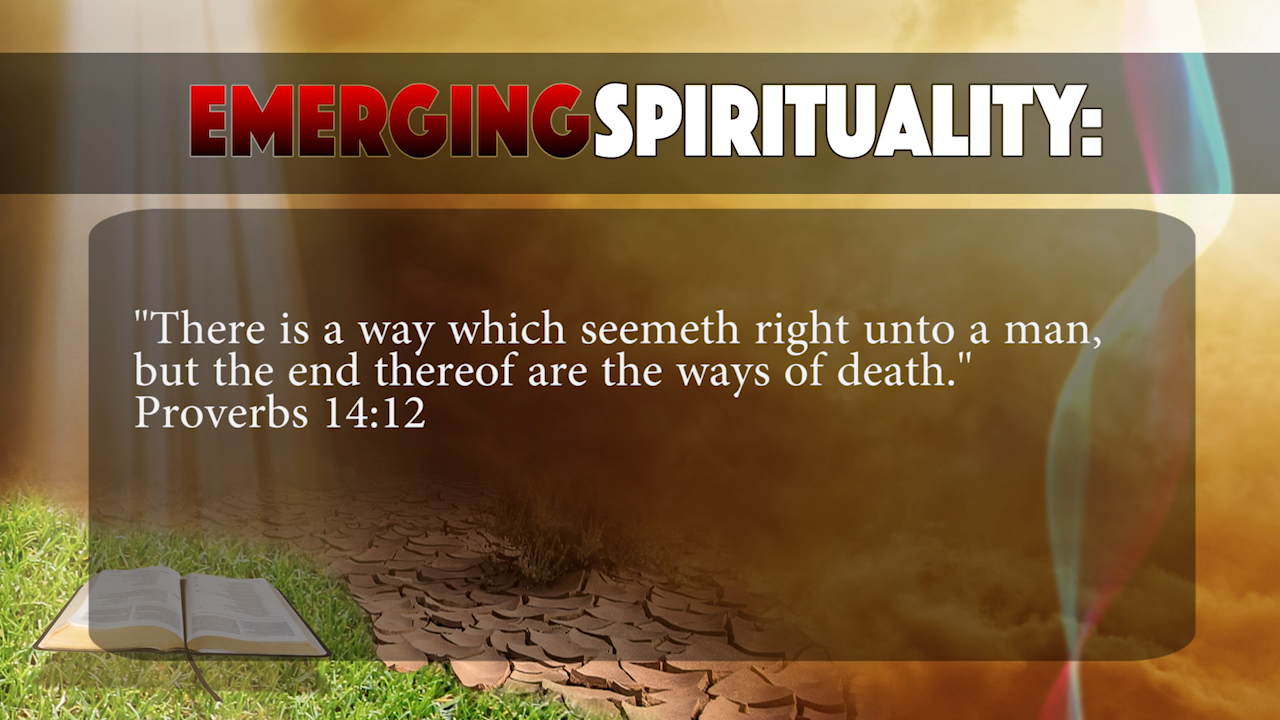 EMERGINGSPIRITUALITY:
"There is a way which seemeth right unto a man,
but the end thereof are the ways of death."
Proverbs 14:12